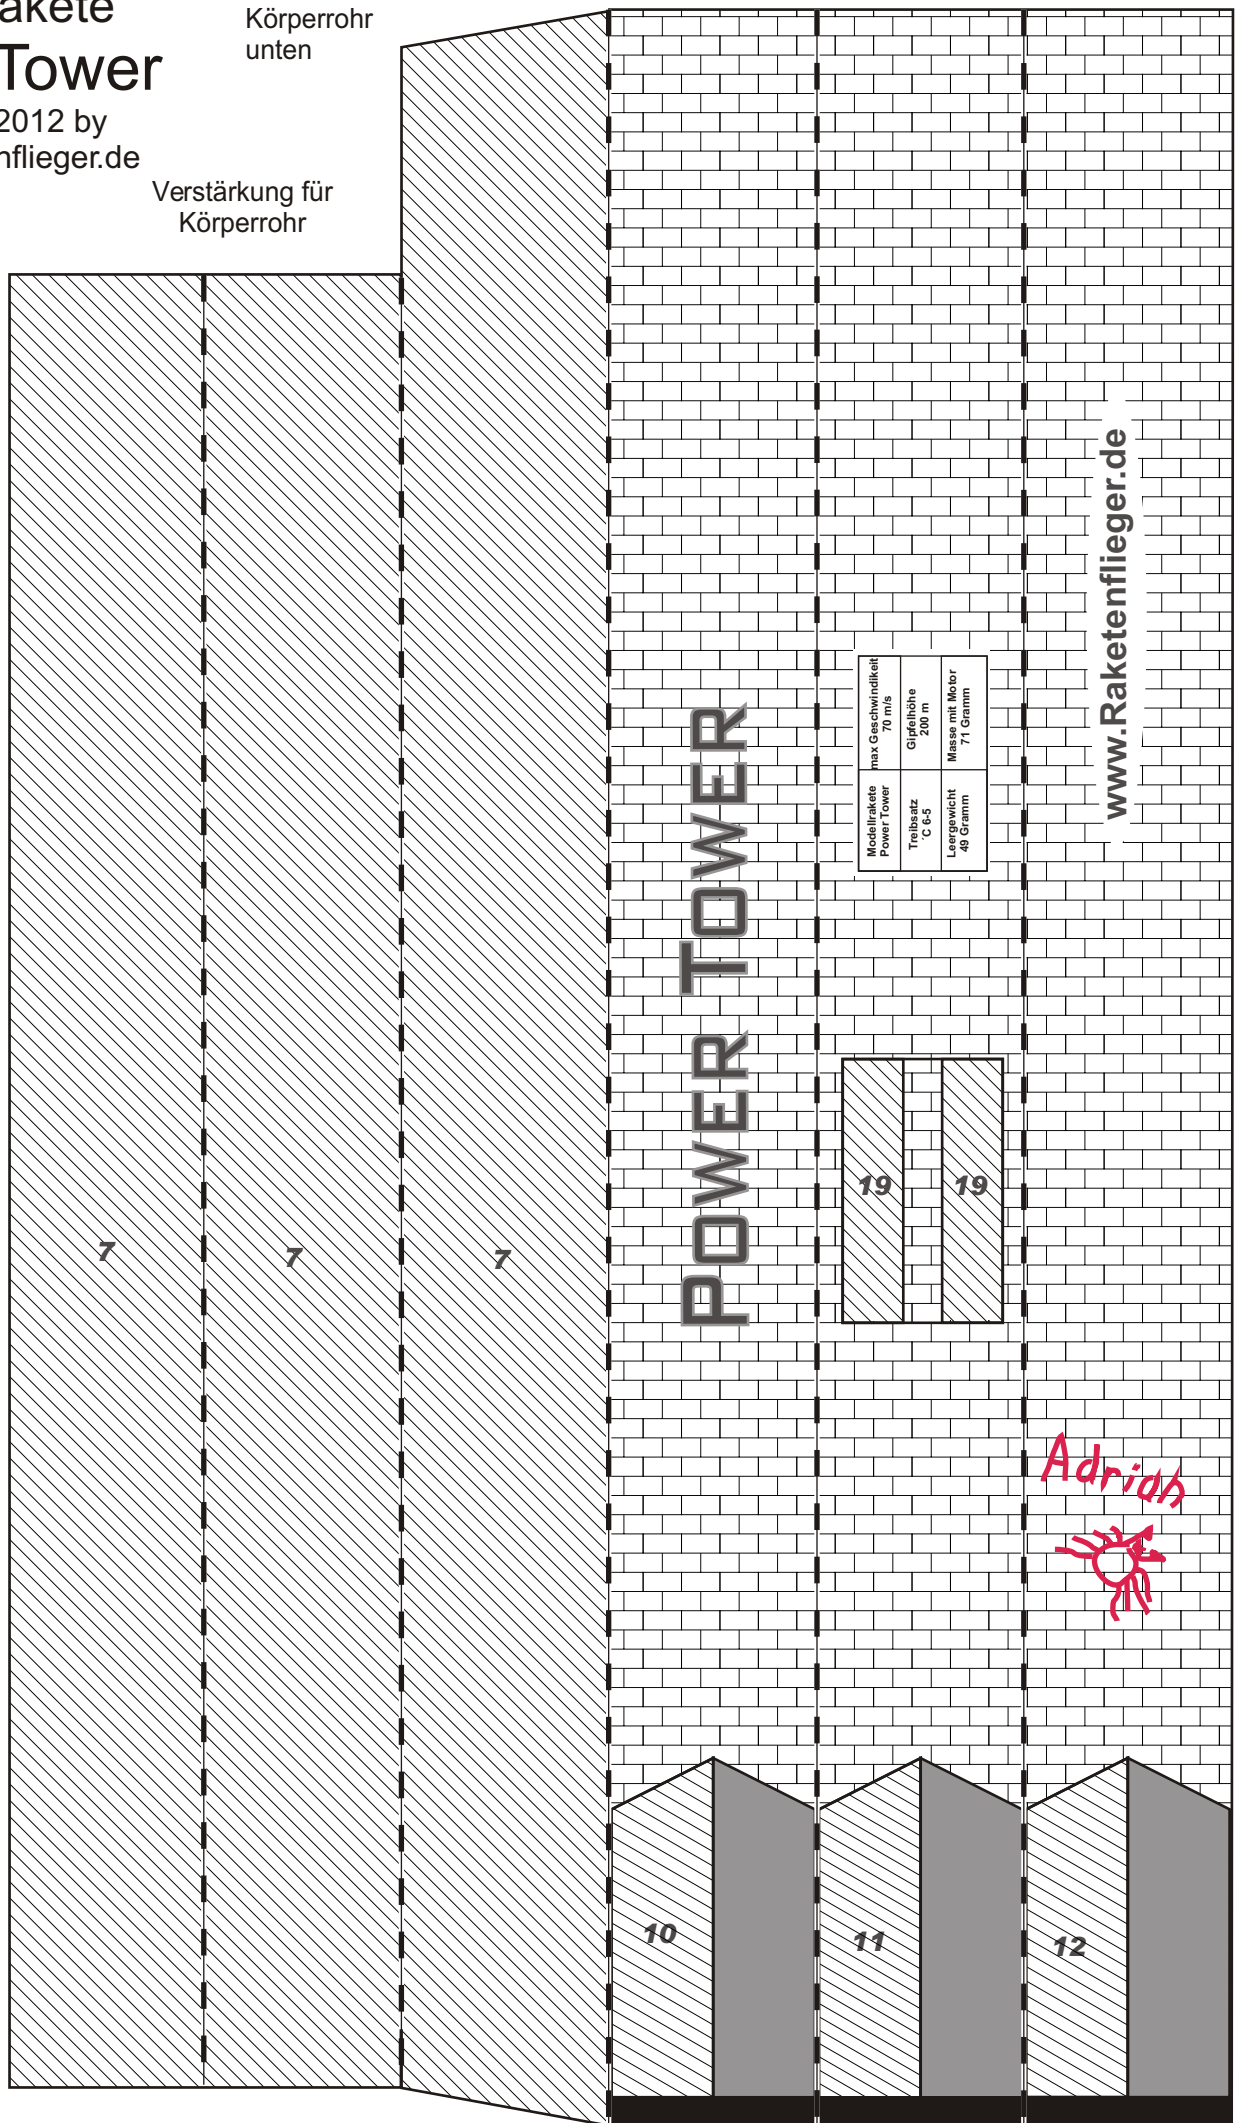 akete
Tower
2012 by
nflieger.de
Körperrohr
unten
Verstärkung für
Körperrohr
7
7
7
POWER TOWER
Modellrakete
Power Tower
max Geschwindikeit
70 m/s
Treibsatz
C 6-5
Gipfelhöhe
200 m
Leergewicht
49 Gramm
Masse mit Motor
71 Gramm
www.Raketenflieger.de
19
19
Adrian
10
11
12